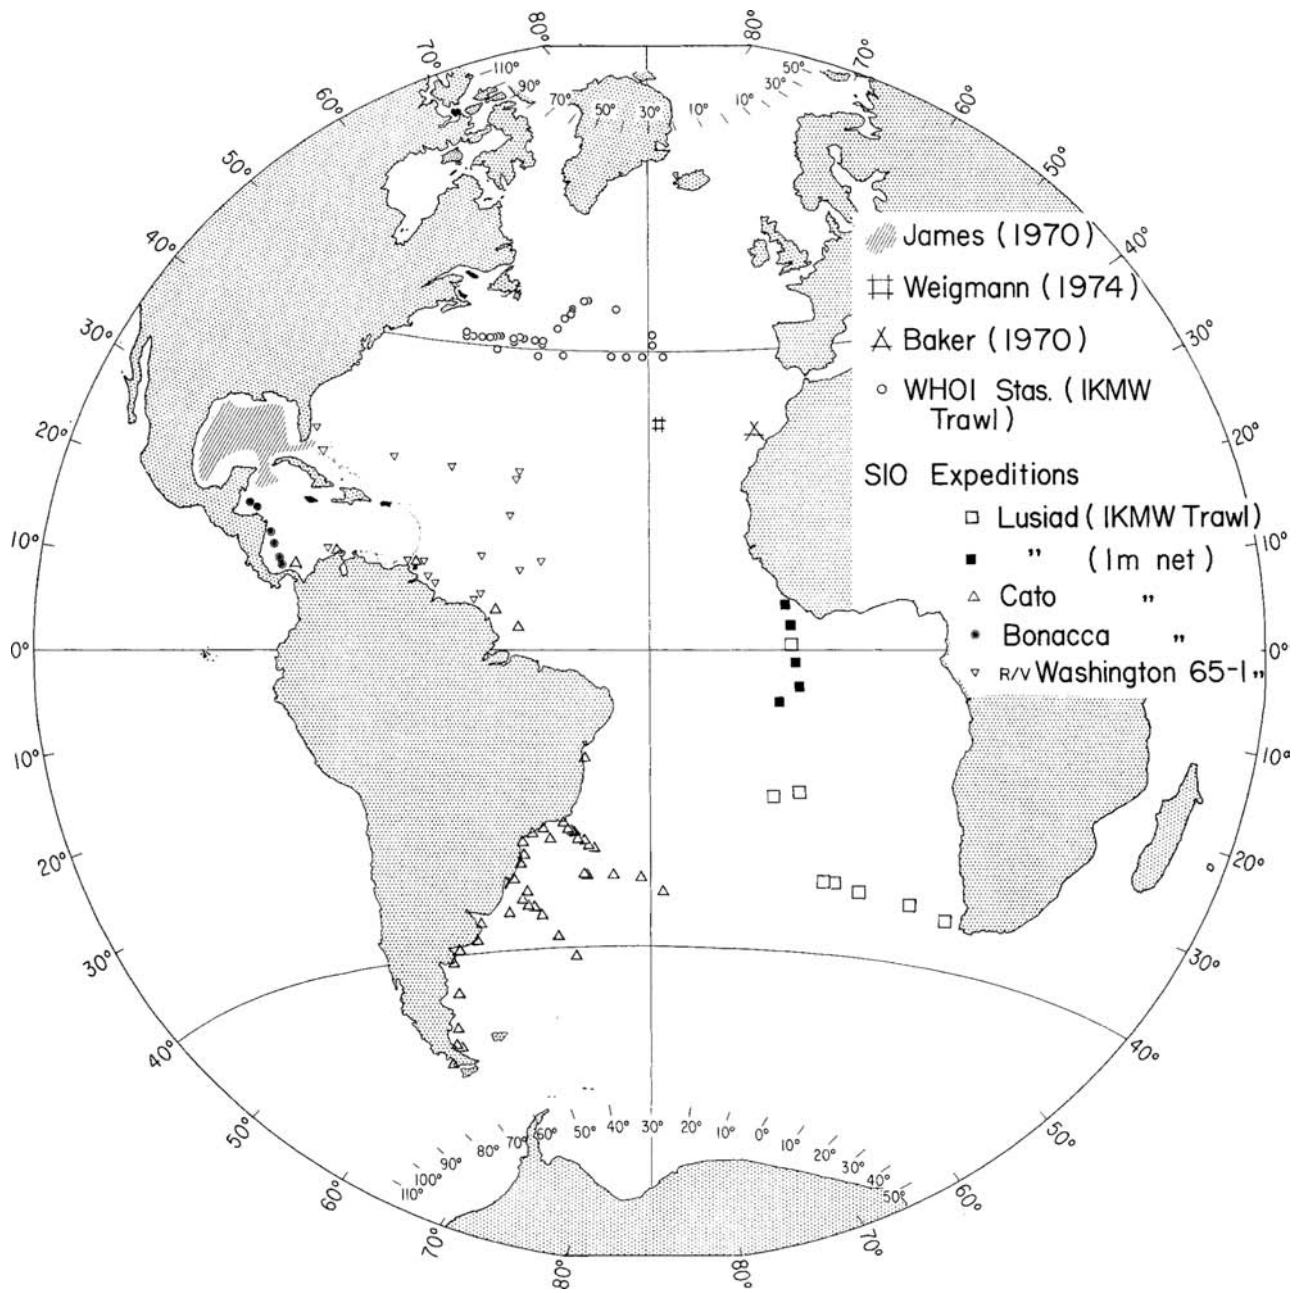 80° 80°
70° 110° 50° 70°
90° 30°
60° 70° 50° 30° 10° 10° 60°
50° 50°
James (1970)
40° 40°
Weigmann (1974)
30° Baker (1970) 30°
WHOI Stas. (IKMW
Trawl)
20° 20°
SIO Expeditions
Lusiad (IKMW Trawl)
10° " (1m net) 10°
Cato "
Bonacca "
0° 0°
R/V Washington 65-1 "
10° 10°
20° 20°
30° 30°
40° 40°
50° 60° 50° 40° 30° 20° 10° 0° 50°
70° 10°
80° 20°
90° 30°
100° 40°
110° 50°
60° 60°
70° 70°
80° 80°